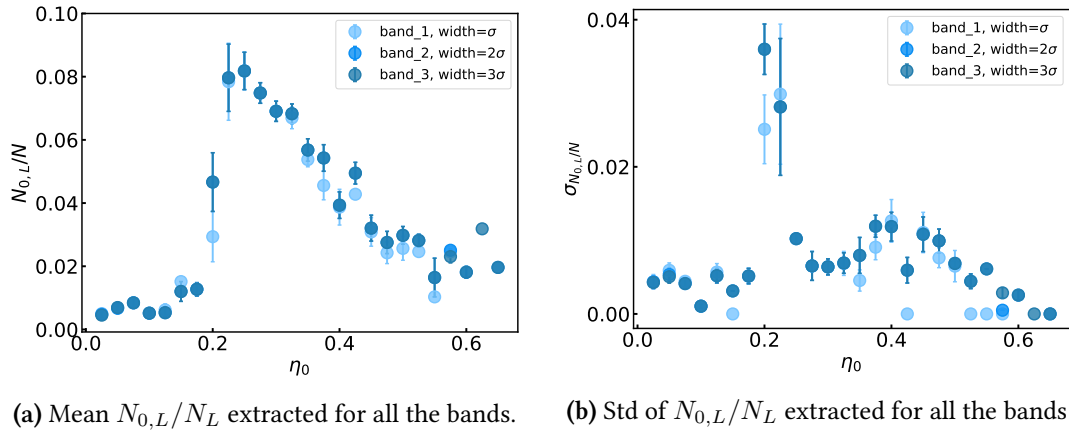 band_1, width=σ
band_2, width=2σ
band_3, width=3σ
0.10
0.08
0.06
0.04
0.02
0.00
N_{0,L}/N
0.0 0.2 0.4 0.6
η_0
(a) Mean N_{0,L}/N_L extracted for all the bands.
band_1, width=σ
band_2, width=2σ
band_3, width=3σ
0.04
0.02
0.00
σ_{N_{0,L}/N}
0.0 0.2 0.4 0.6
η_0
(b) Std of N_{0,L}/N_L extracted for all the bands